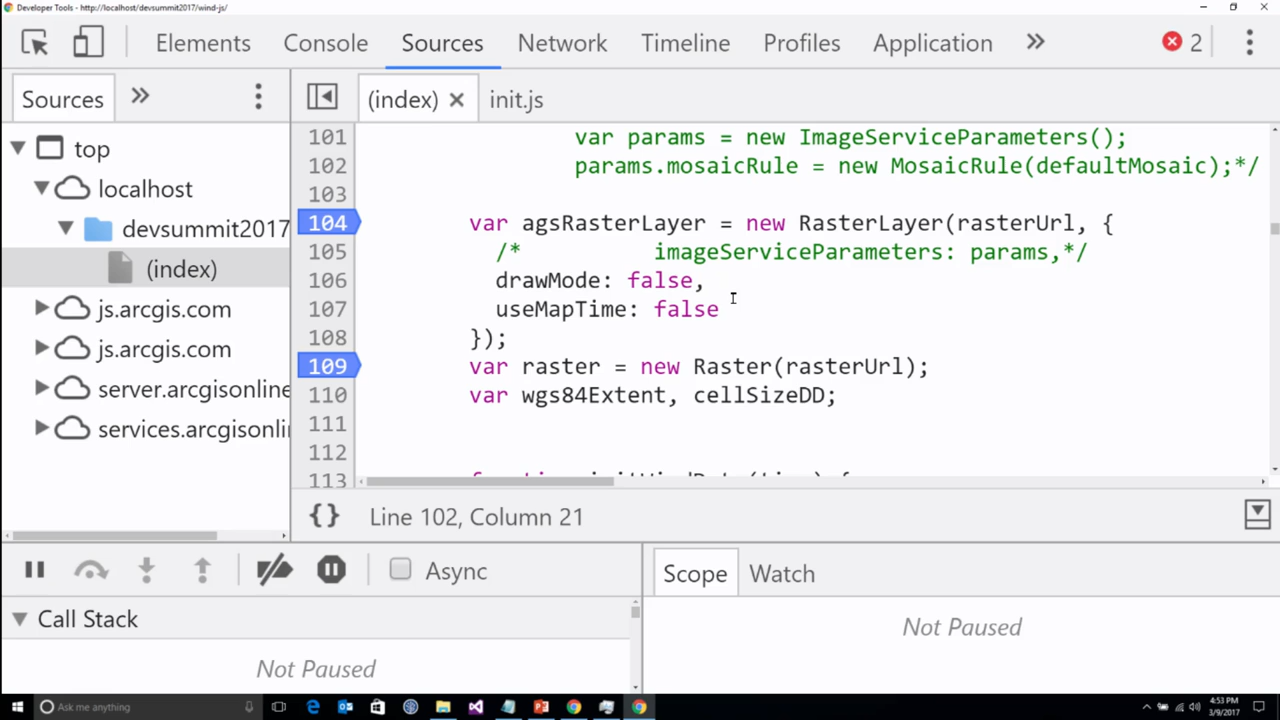 Developer Tools - http://localhost/devsummit2017/wind-js/
Elements Console Sources Network Timeline Profiles Application » 2
Sources » (index) × init.js
top
localhost
devsummit2017
(index)
js.arcgis.com
js.arcgis.com
server.arcgisonline
services.arcgisonli
101 var params = new ImageServiceParameters();
102 params.mosaicRule = new MosaicRule(defaultMosaic);*/
103
104 var agsRasterLayer = new RasterLayer(rasterUrl, {
105 /* imageServiceParameters: params,*/
106 drawMode: false,
107 useMapTime: false
108 });
109 var raster = new Raster(rasterUrl);
110 var wgs84Extent, cellSizeDD;
111
112
113
{} Line 102, Column 21
Async
Scope Watch
Call Stack
Not Paused
Not Paused
Ask me anything
4:53 PM
3/9/2017